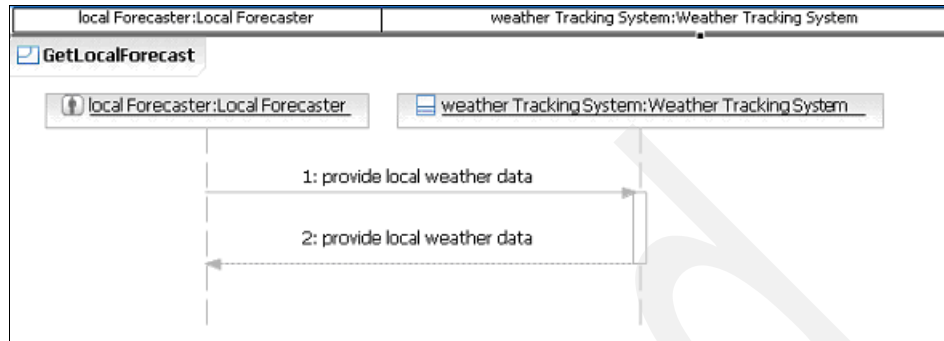 local Forecaster:Local Forecaster
weather Tracking System:Weather Tracking System
GetLocalForecast
local Forecaster:Local Forecaster
weather Tracking System:Weather Tracking System
1: provide local weather data
2: provide local weather data